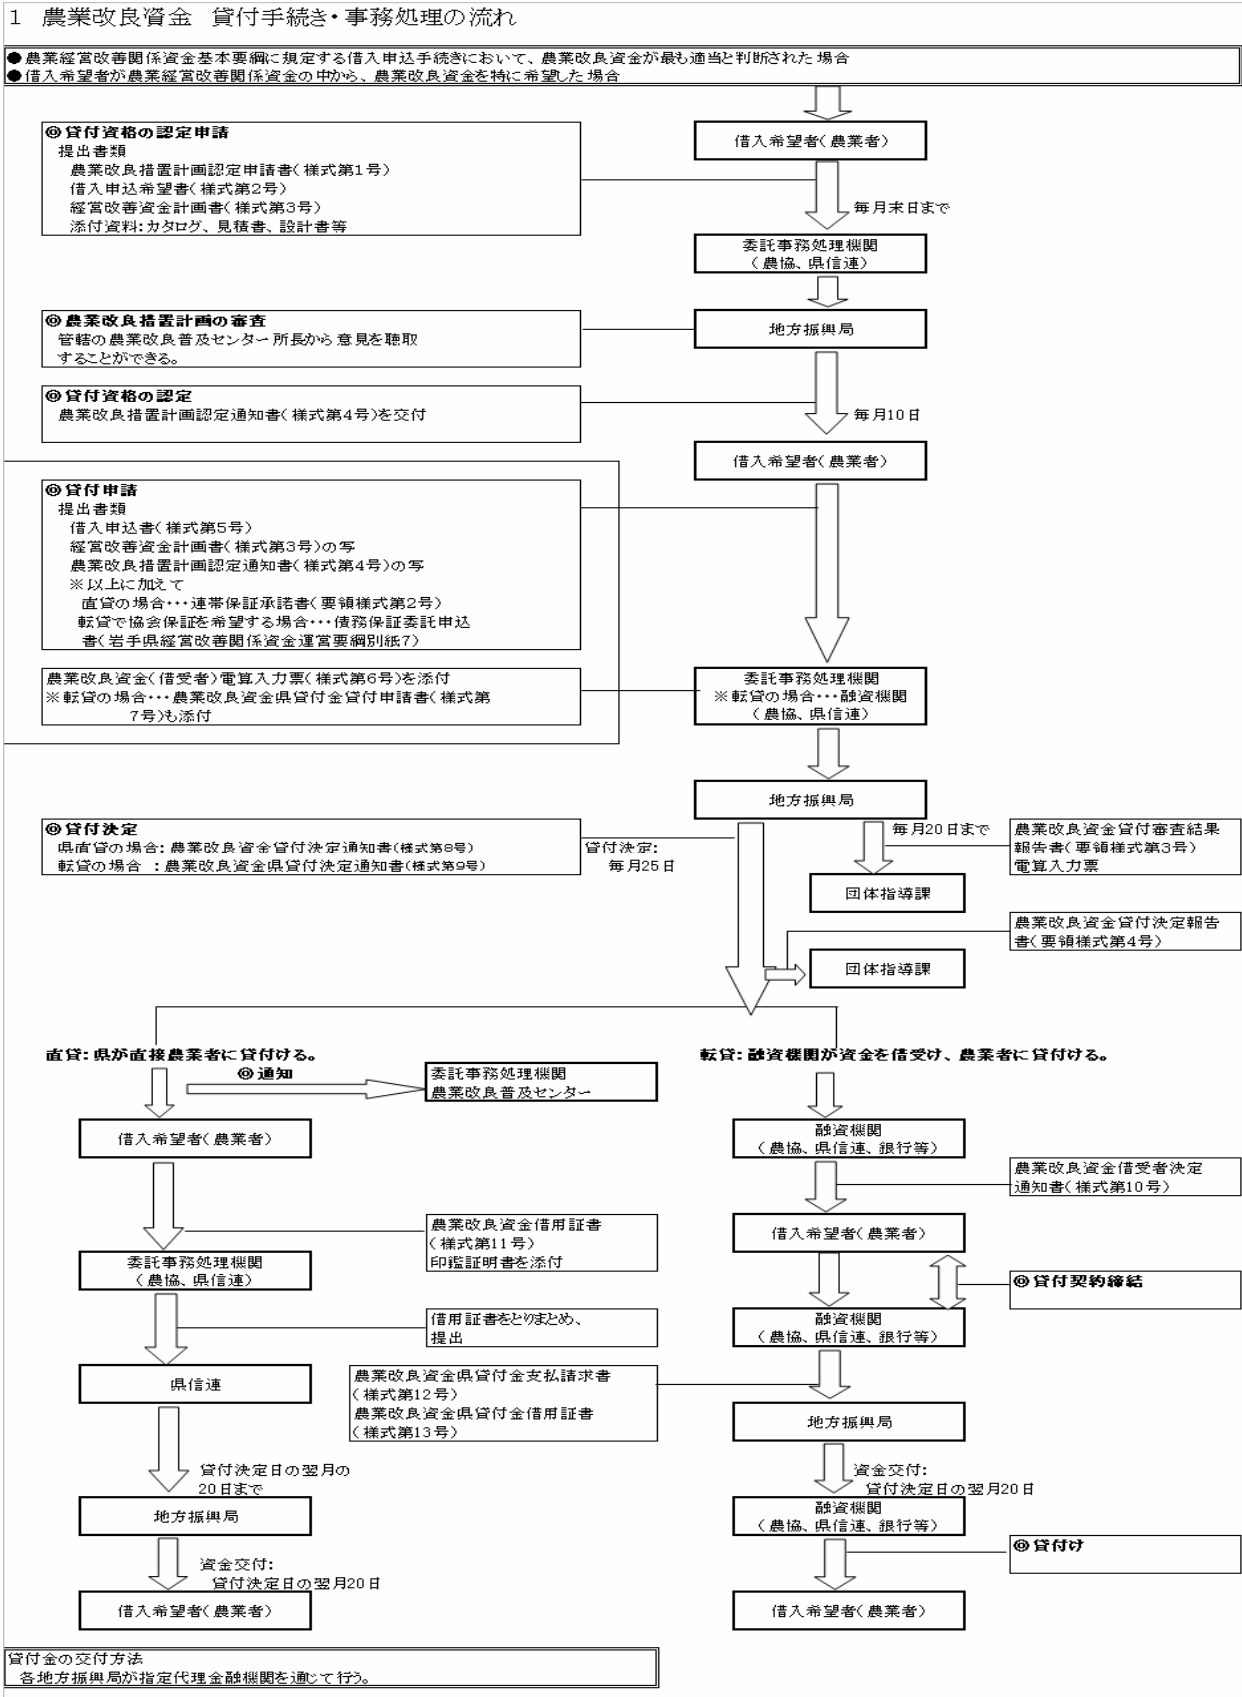 1 農業改良資金 貸付手続き・事務処理の流れ
●農業経営改善関係資金基本要綱に規定する借入申込手続きにおいて、農業改良資金が最も適当と判断された場合
●借入希望者が農業経営改善関係資金の中から、農業改良資金を特に希望した場合
借入希望者(農業者)
◎貸付資格の認定申請
提出書類
農業改良措置計画認定申請書(様式第1号)
借入申込希望書(様式第2号)
経営改善資金計画書(様式第3号)
添付資料:カタログ、見積書、設計書等
毎月末日まで
委託事務処理機関
(農協、県信連)
◎農業改良措置計画の審査
管轄の農業改良普及センター所長から意見を聴取
することができる。
地方振興局
◎貸付資格の認定
農業改良措置計画認定通知書(様式第4号)を交付
毎月10日
借入希望者(農業者)
◎貸付申請
提出書類
借入申込書(様式第5号)
経営改善資金計画書(様式第3号)の写
農業改良措置計画認定通知書(様式第4号)の写
※以上に加えて
直貸の場合・・・連帯保証承諾書(要領様式第2号)
転貸で協会保証を希望する場合・・・債務保証委託申込
書(岩手県経営改善関係資金運営要綱別紙7)
農業改良資金(借受者)電算入力票(様式第6号)を添付
※転貸の場合・・・農業改良資金県貸付金貸付申請書(様式第
7号)も添付
委託事務処理機関
※転貸の場合・・・融資機関
(農協、県信連)
地方振興局
◎貸付決定
県直貸の場合:農業改良資金貸付決定通知書(様式第8号)
転貸の場合 :農業改良資金県貸付決定通知書(様式第9号)
貸付決定:
毎月25日
毎月20日まで
農業改良資金貸付審査結果
報告書(要領様式第3号)
電算入力票
団体指導課
農業改良資金貸付決定報告
書(要領様式第4号)
団体指導課
直貸:県が直接農業者に貸付ける。
◎通知
委託事務処理機関
農業改良普及センター
借入希望者(農業者)
農業改良資金借用証書
(様式第11号)
印鑑証明書を添付
委託事務処理機関
(農協、県信連)
借用証書をとりまとめ、
提出
県信連
貸付決定日の翌月の
20日まで
地方振興局
資金交付:
貸付決定日の翌月20日
借入希望者(農業者)
転貸:融資機関が資金を借受け、農業者に貸付ける。
融資機関
(農協、県信連、銀行等)
農業改良資金借受者決定
通知書(様式第10号)
借入希望者(農業者)
◎貸付契約締結
融資機関
(農協、県信連、銀行等)
農業改良資金県貸付金支払請求書
(様式第12号)
農業改良資金県貸付金借用証書
(様式第13号)
地方振興局
資金交付:
貸付決定日の翌月20日
融資機関
(農協、県信連、銀行等)
◎貸付け
借入希望者(農業者)
貸付金の交付方法
各地方振興局が指定代理金融機関を通じて行う。